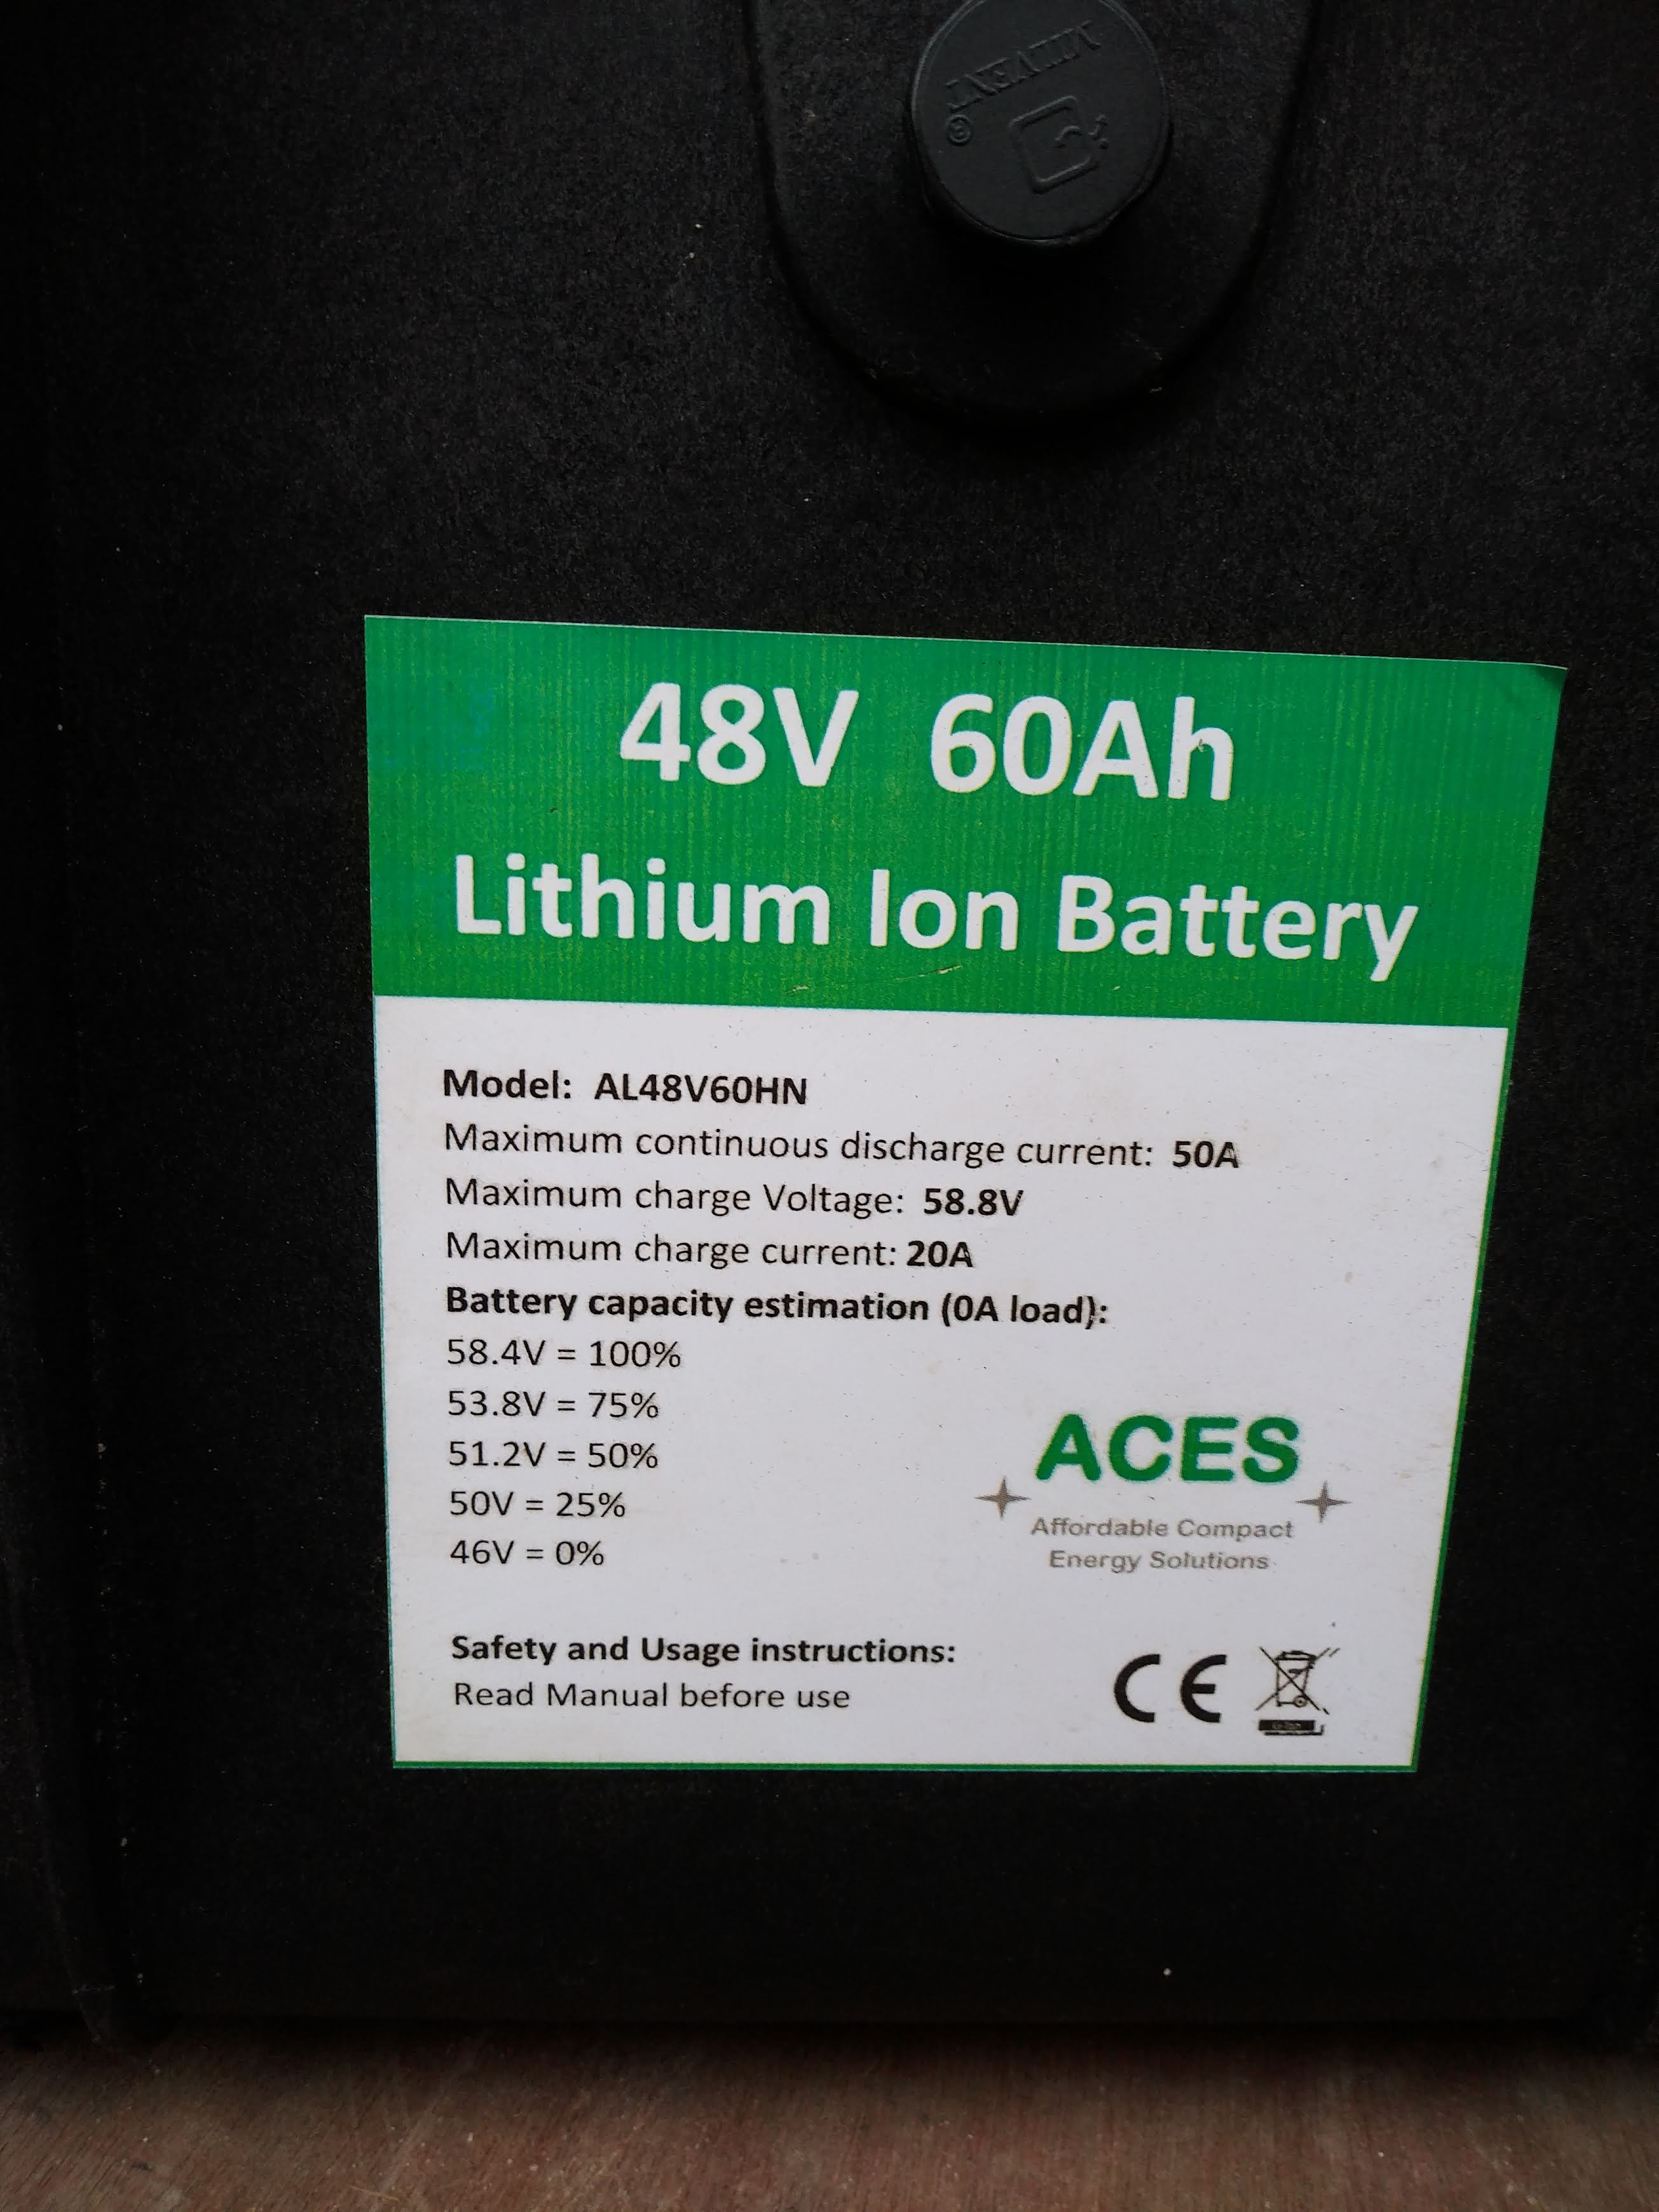 48V 60Ah
Lithium Ion Battery
Model: AL48V60HN
Maximum continuous discharge current: 50A
Maximum charge Voltage: 58.8V
Maximum charge current: 20A
Battery capacity estimation (0A load):
58.4V = 100%
53.8V = 75%
51.2V = 50%
50V = 25%
46V = 0%
ACES
Affordable Compact
Energy Solutions
Safety and Usage instructions:
Read Manual before use
CE